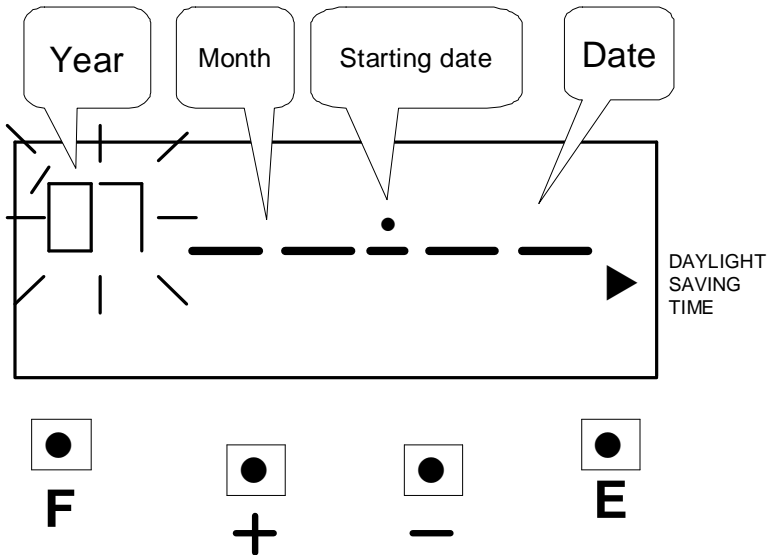 Year
Month
Starting date
Date
07
DAYLIGHT
SAVING
TIME
F
+
−
E